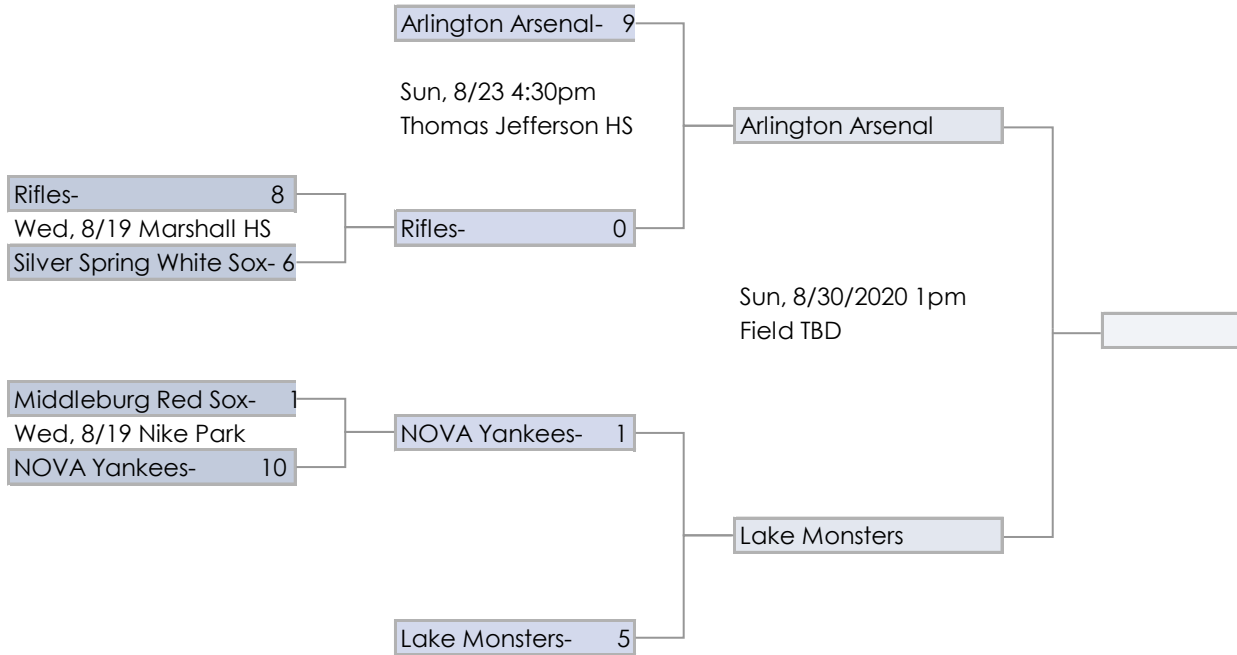 Arlington Arsenal- 9
Sun, 8/23 4:30pm
Thomas Jefferson HS
Arlington Arsenal
Rifles- 8
Wed, 8/19 Marshall HS
Silver Spring White Sox- 6
Rifles- 0
Sun, 8/30/2020 1pm
Field TBD
Middleburg Red Sox- 1
Wed, 8/19 Nike Park
NOVA Yankees- 10
NOVA Yankees- 1
Lake Monsters
Lake Monsters- 5